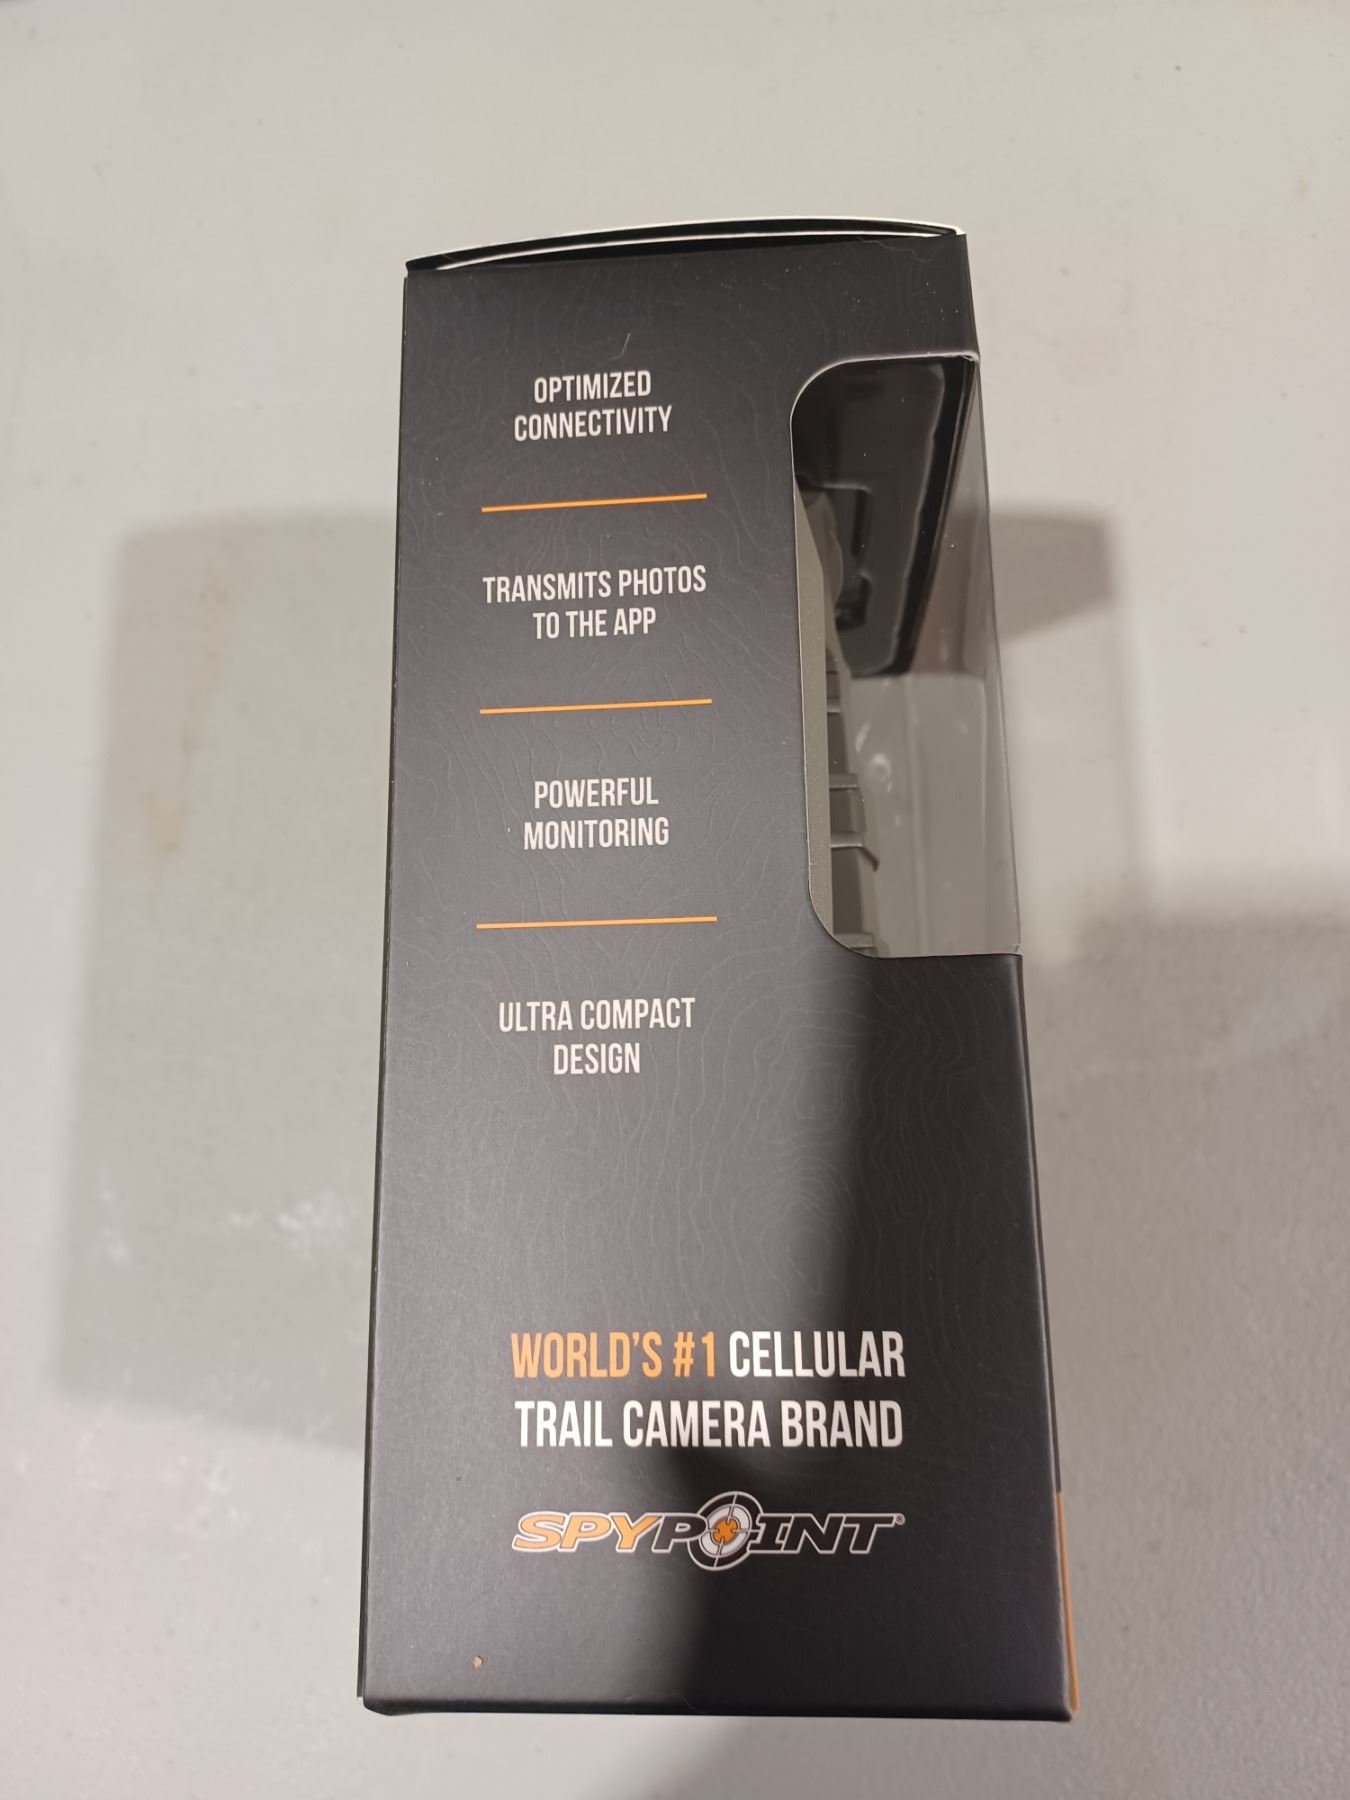 OPTIMIZED
CONNECTIVITY
TRANSMITS PHOTOS
TO THE APP
POWERFUL
MONITORING
ULTRA COMPACT
DESIGN
WORLD'S #1 CELLULAR
TRAIL CAMERA BRAND
SPYPOINT®